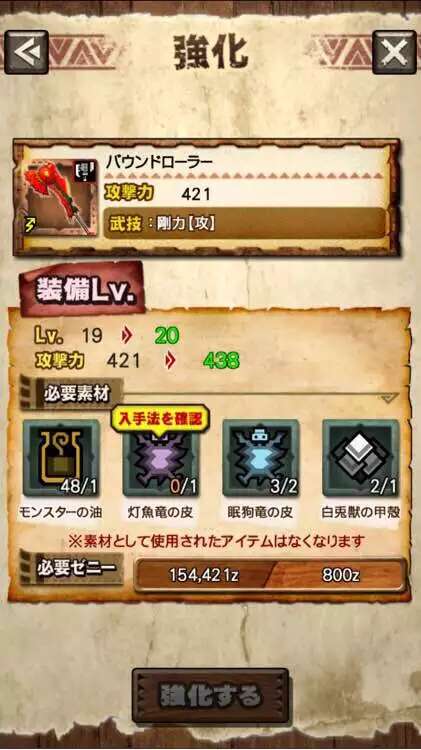 強化
バウンドローラー
攻撃力 421
武技：剛力【攻】
装備Lv.
Lv. 19 20
攻撃力 421 438
必要素材
入手法を確認
48/1 0/1 3/2 2/1
モンスターの油 灯魚竜の皮 眠狗竜の皮 白兎獣の甲殻
※素材として使用されたアイテムはなくなります
必要ゼニー 154,421z 800z
強化する